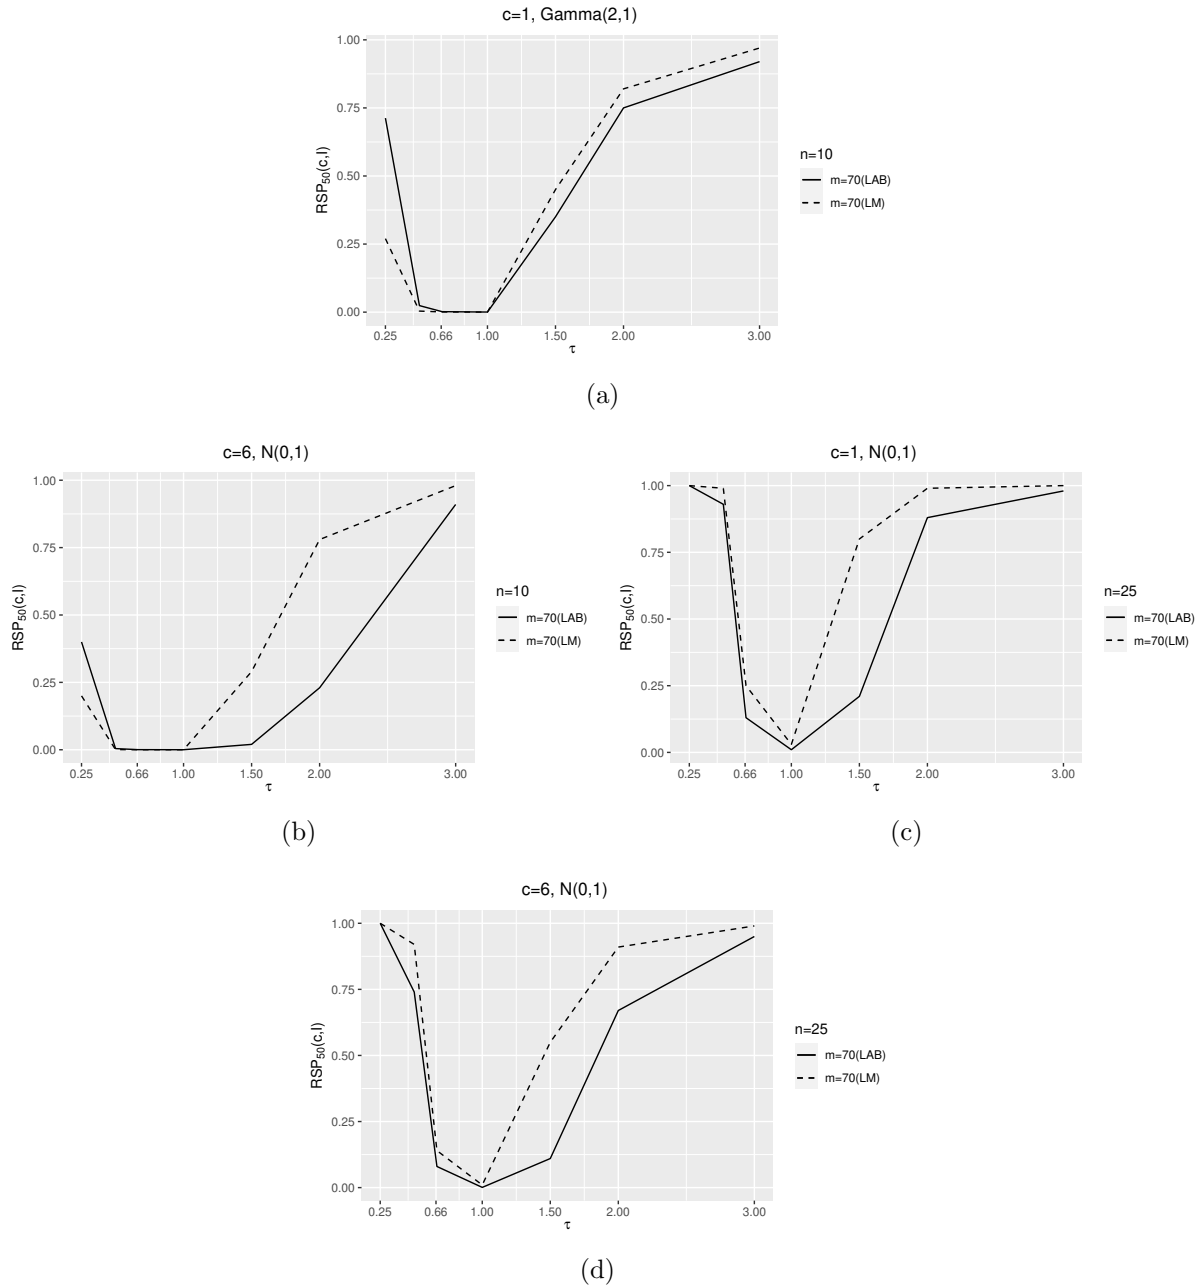 c=1, Gamma(2,1)
1.00
0.75
0.50
0.25
0.00
RSP50(c,I)
0.25 0.66 1.00 1.50 2.00 3.00
τ
n=10
m=70(LAB)
m=70(LM)
(a)
c=6, N(0,1)
1.00
0.75
0.50
0.25
0.00
RSP50(c,I)
0.25 0.66 1.00 1.50 2.00 3.00
τ
n=10
m=70(LAB)
m=70(LM)
(b)
c=1, N(0,1)
1.00
0.75
0.50
0.25
0.00
RSP50(c,I)
0.25 0.66 1.00 1.50 2.00 3.00
τ
n=25
m=70(LAB)
m=70(LM)
(c)
c=6, N(0,1)
1.00
0.75
0.50
0.25
0.00
RSP50(c,I)
0.25 0.66 1.00 1.50 2.00 3.00
τ
n=25
m=70(LAB)
m=70(LM)
(d)